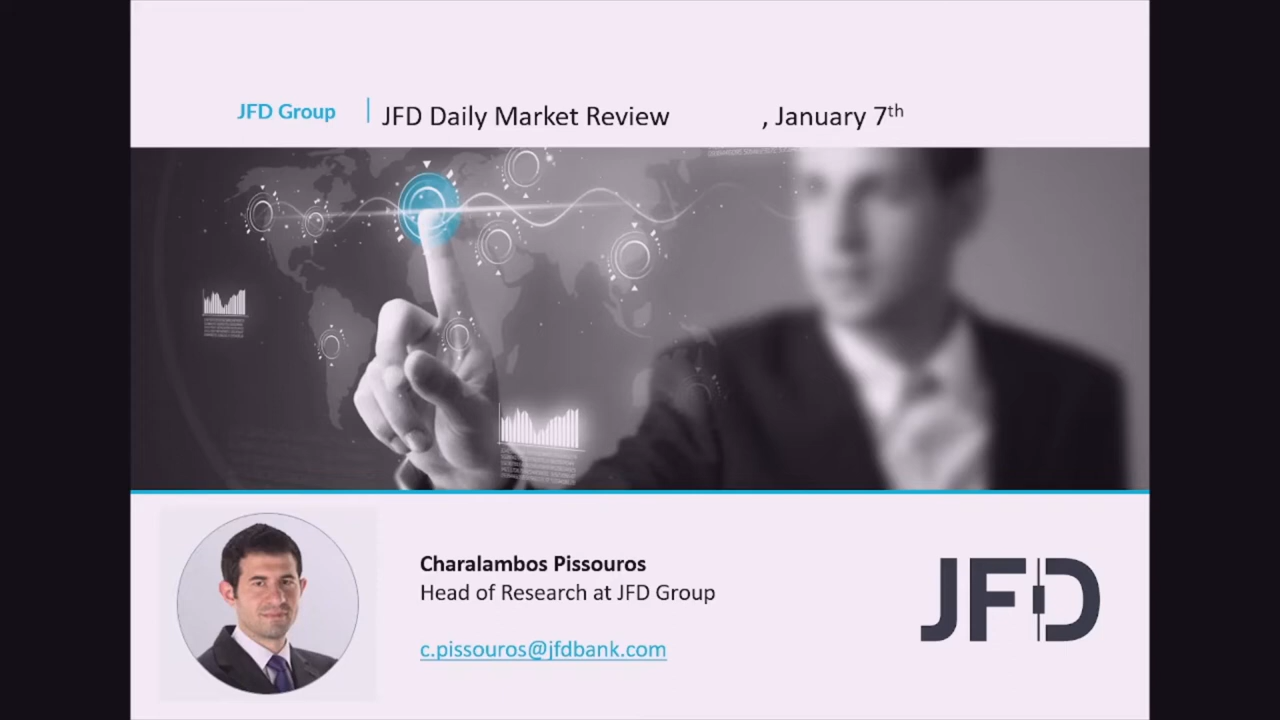 JFD Group
JFD Daily Market Review , January 7th
Charalambos Pissouros
Head of Research at JFD Group
c.pissouros@jfdbank.com
JFD